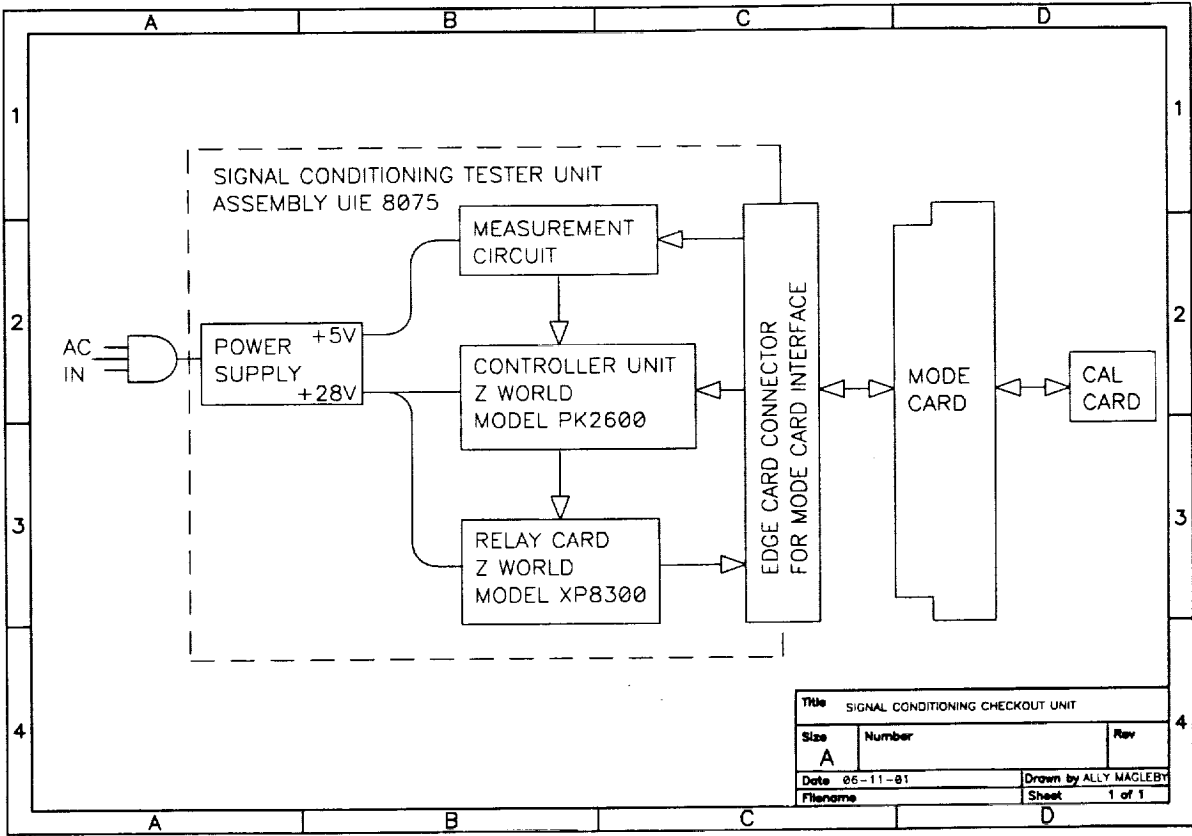 A B C D
1 1
SIGNAL CONDITIONING TESTER UNIT
ASSEMBLY UIE 8075
MEASUREMENT
CIRCUIT
2 2
AC
IN
POWER
SUPPLY
+5V
+28V
CONTROLLER UNIT
Z WORLD
MODEL PK2600
EDGE CARD CONNECTOR
FOR MODE CARD INTERFACE
MODE
CARD
CAL
CARD
3 3
RELAY CARD
Z WORLD
MODEL XP8300
4 4
Title SIGNAL CONDITIONING CHECKOUT UNIT
Size Number Rev
A
Date 06-11-01 Drawn by ALLY MAGLEBY
Filename Sheet 1 of 1
A B C D